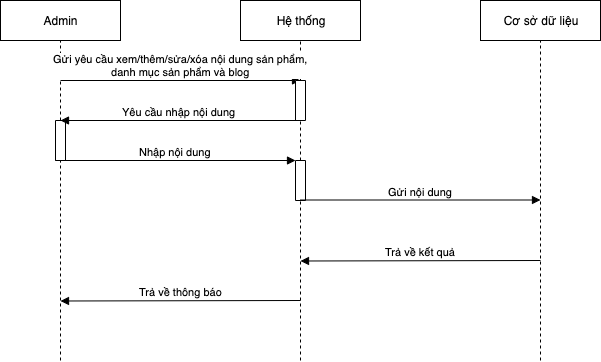 Admin
Hệ thống
Cơ sở dữ liệu
Gửi yêu cầu xem/thêm/sửa/xóa nội dung sản phẩm,
danh mục sản phẩm và blog
Yêu cầu nhập nội dung
Nhập nội dung
Gửi nội dung
Trả về kết quả
Trả về thông báo